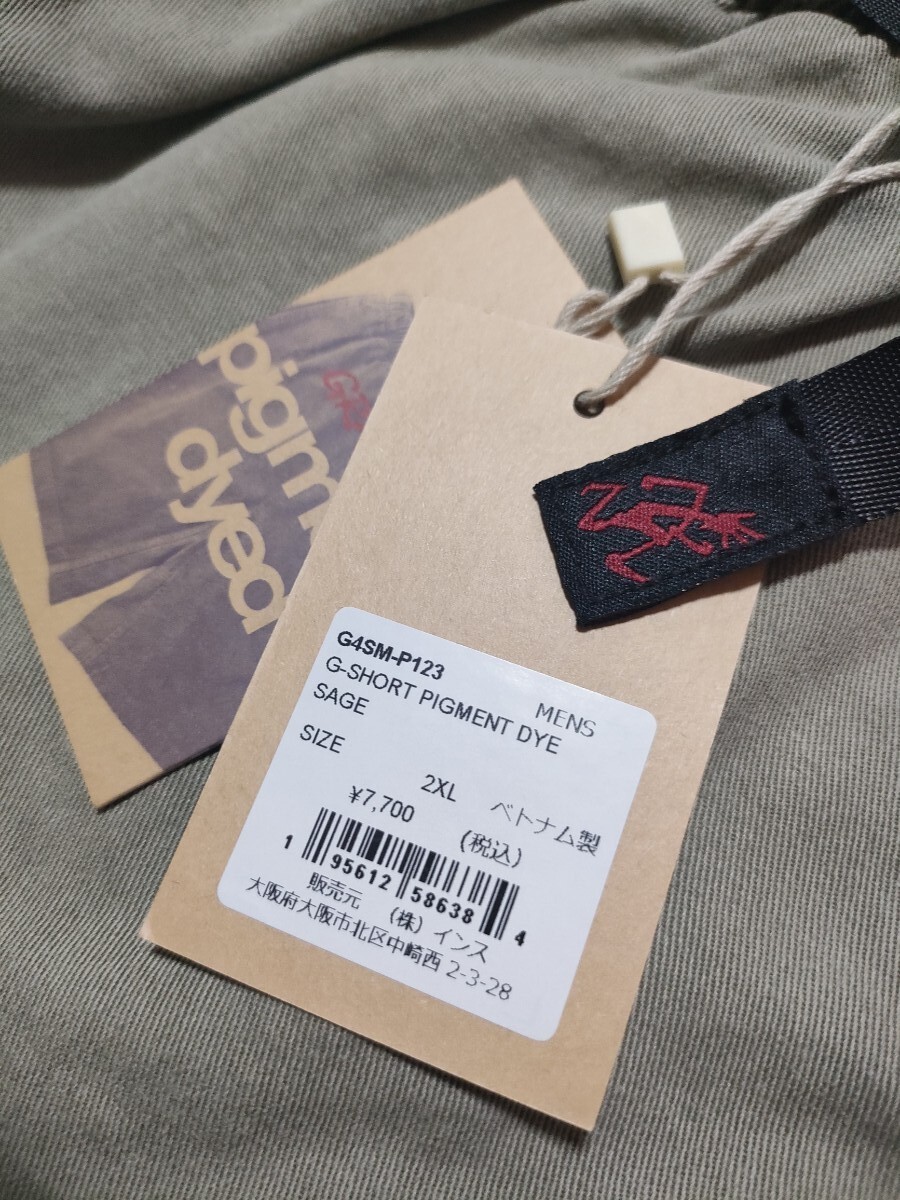 pigm
dyed
G4SM-P123
MENS
G-SHORT PIGMENT DYE
SAGE
SIZE
2XL ベトナム製
¥7,700 (税込)
1 95612 58638 4
販売元 (株) インス
大阪府大阪市北区中崎西 2-3-28